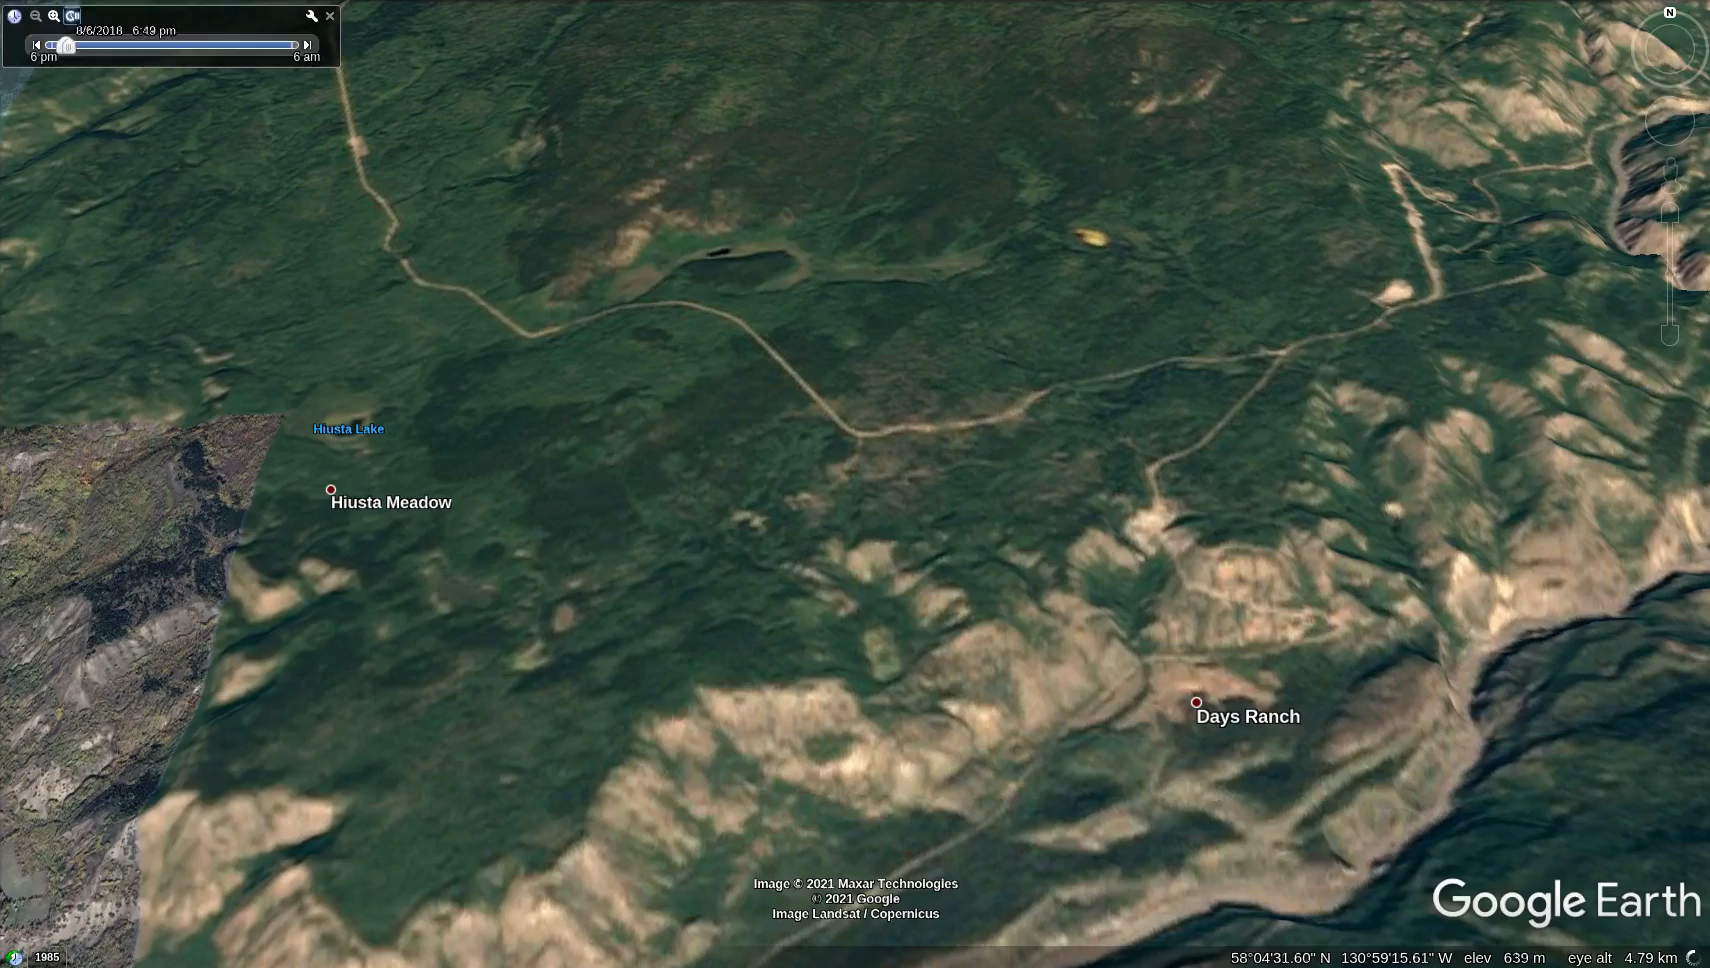 8/6/2018 6:49 pm
6 pm
6 am
N
Hiusta Lake
Hiusta Meadow
Days Ranch
Image © 2021 Maxar Technologies
© 2021 Google
Image Landsat / Copernicus
Google Earth
1985
58°04'31.60" N 130°59'15.61" W elev 639 m eye alt 4.79 km